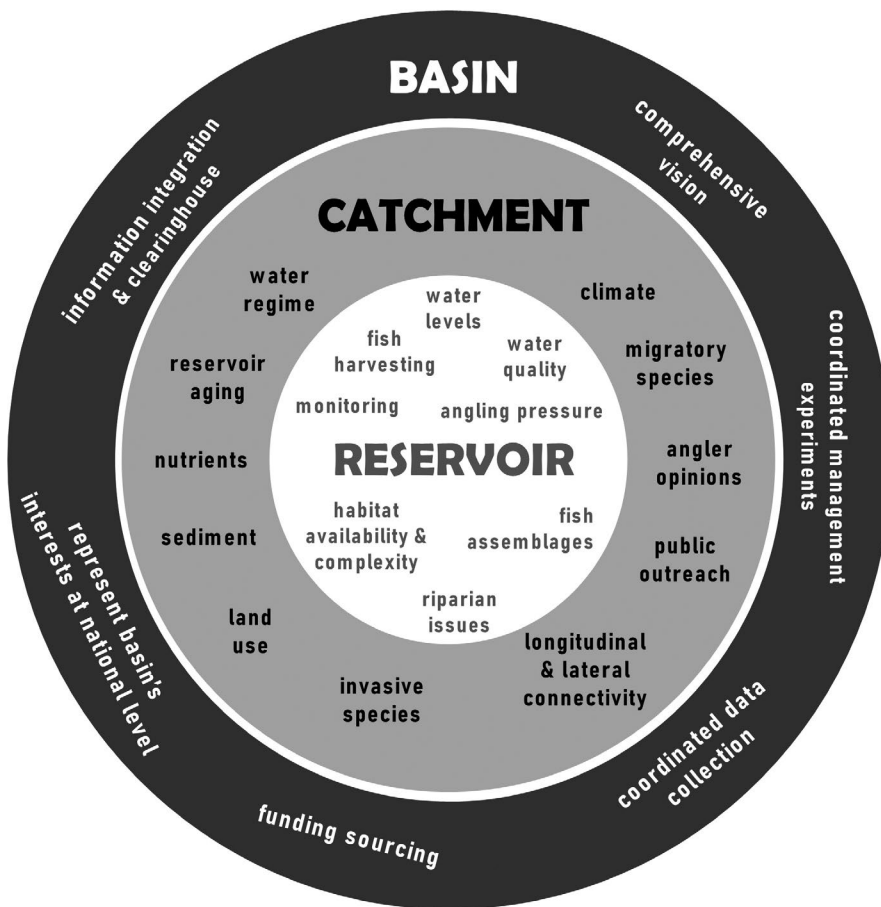 BASIN
information integration
& clearinghouse
comprehensive
vision
coordinated management
experiments
coordinated data
collection
funding sourcing
represent basin's
interests at national level
CATCHMENT
water
regime
climate
reservoir
aging
migratory
species
nutrients
angler
opinions
sediment
public
outreach
land
use
longitudinal
& lateral
connectivity
invasive
species
water
levels
fish
harvesting
water
quality
monitoring
angling pressure
RESERVOIR
habitat
availability &
complexity
fish
assemblages
riparian
issues